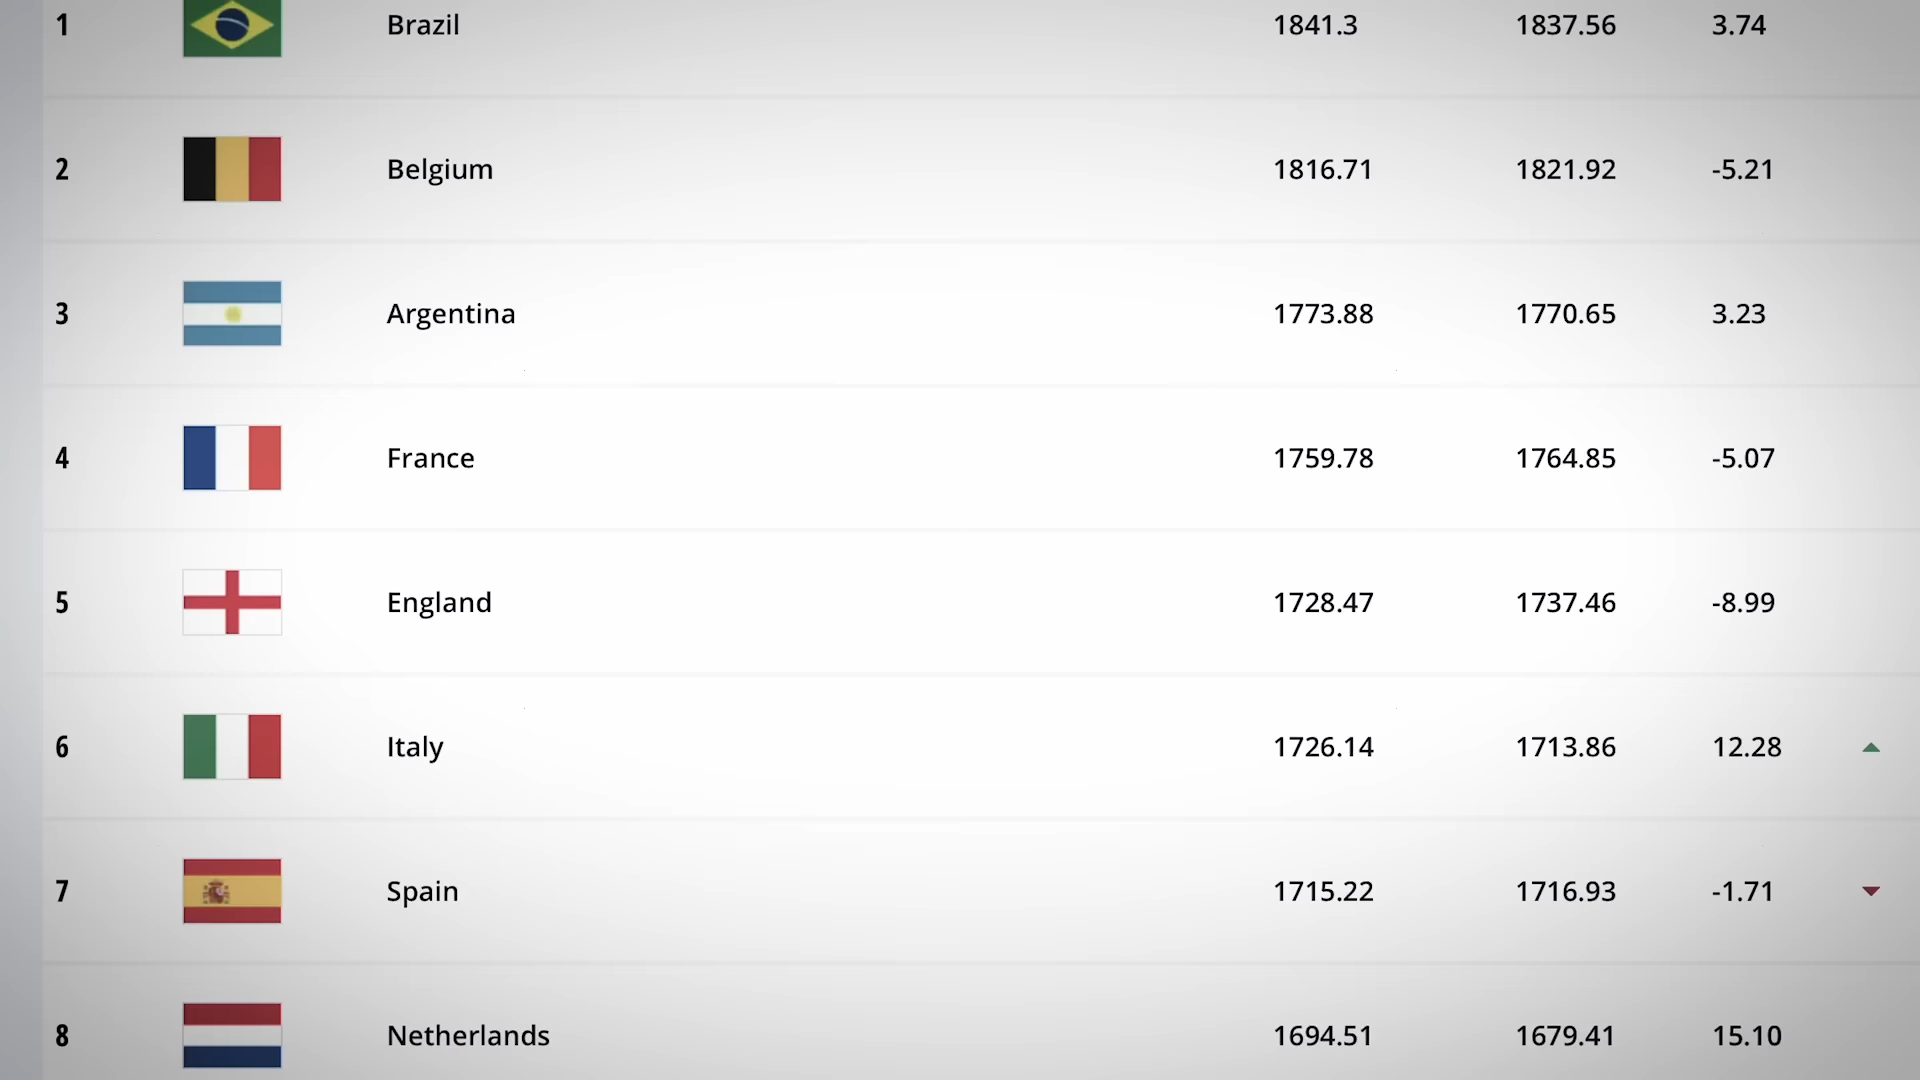 1 Brazil 1841.3 1837.56 3.74
2 Belgium 1816.71 1821.92 -5.21
3 Argentina 1773.88 1770.65 3.23
4 France 1759.78 1764.85 -5.07
5 England 1728.47 1737.46 -8.99
6 Italy 1726.14 1713.86 12.28
7 Spain 1715.22 1716.93 -1.71
8 Netherlands 1694.51 1679.41 15.10